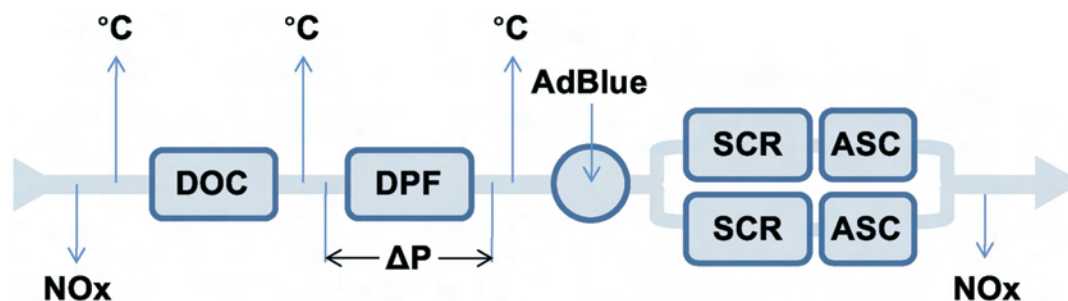 °C °C °C
AdBlue
SCR ASC
DOC DPF
SCR ASC
ΔP
NOx NOx